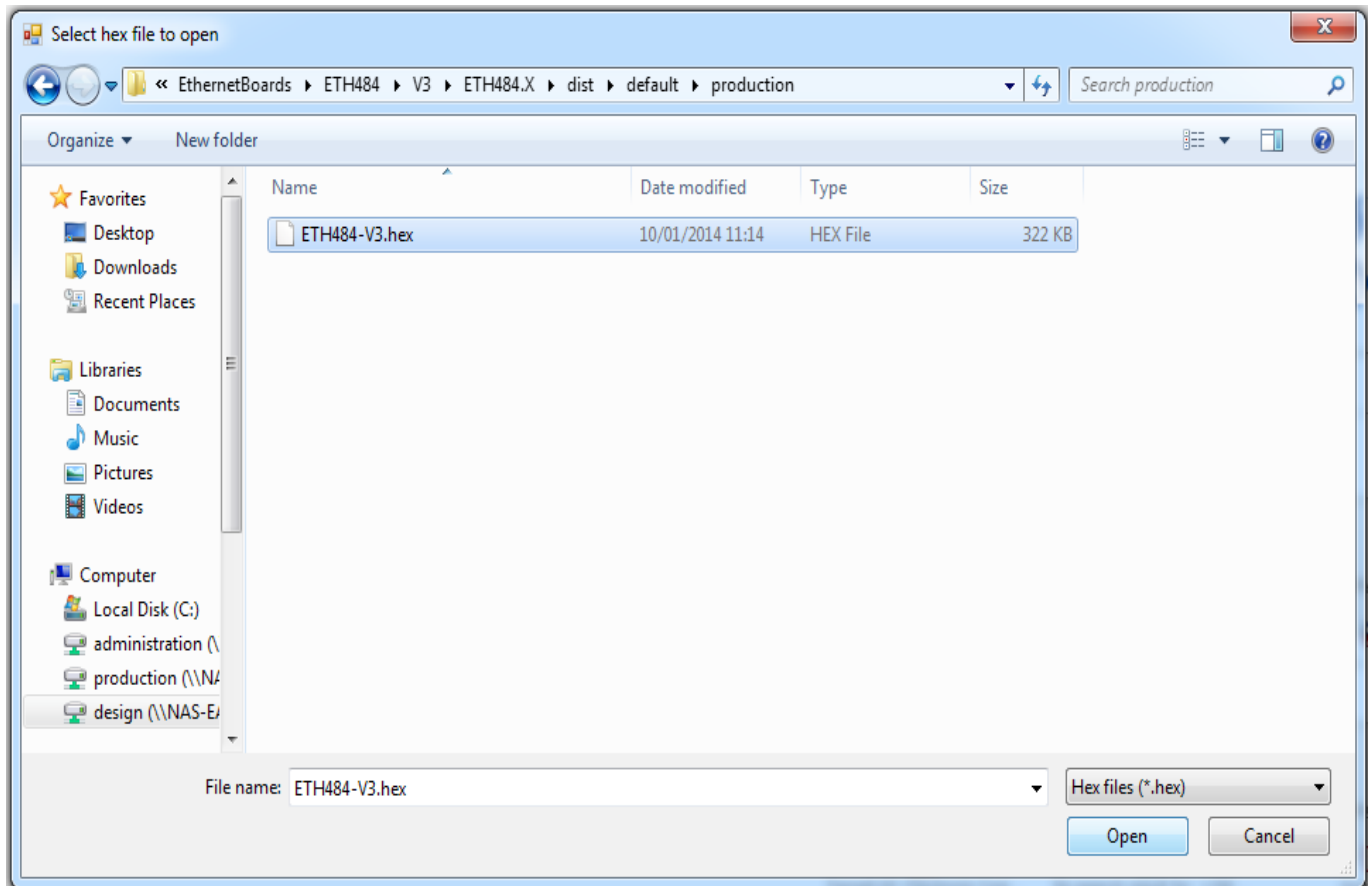 Select hex file to open
X
« EthernetBoards ▸ ETH484 ▸ V3 ▸ ETH484.X ▸ dist ▸ default ▸ production
Search production
Organize New folder
Name Date modified Type Size
ETH484-V3.hex 10/01/2014 11:14 HEX File 322 KB
Favorites
Desktop
Downloads
Recent Places
Libraries
Documents
Music
Pictures
Videos
Computer
Local Disk (C:)
administration (\
production (\\NA
design (\\NAS-EA
File name: ETH484-V3.hex Hex files (*.hex)
Open Cancel